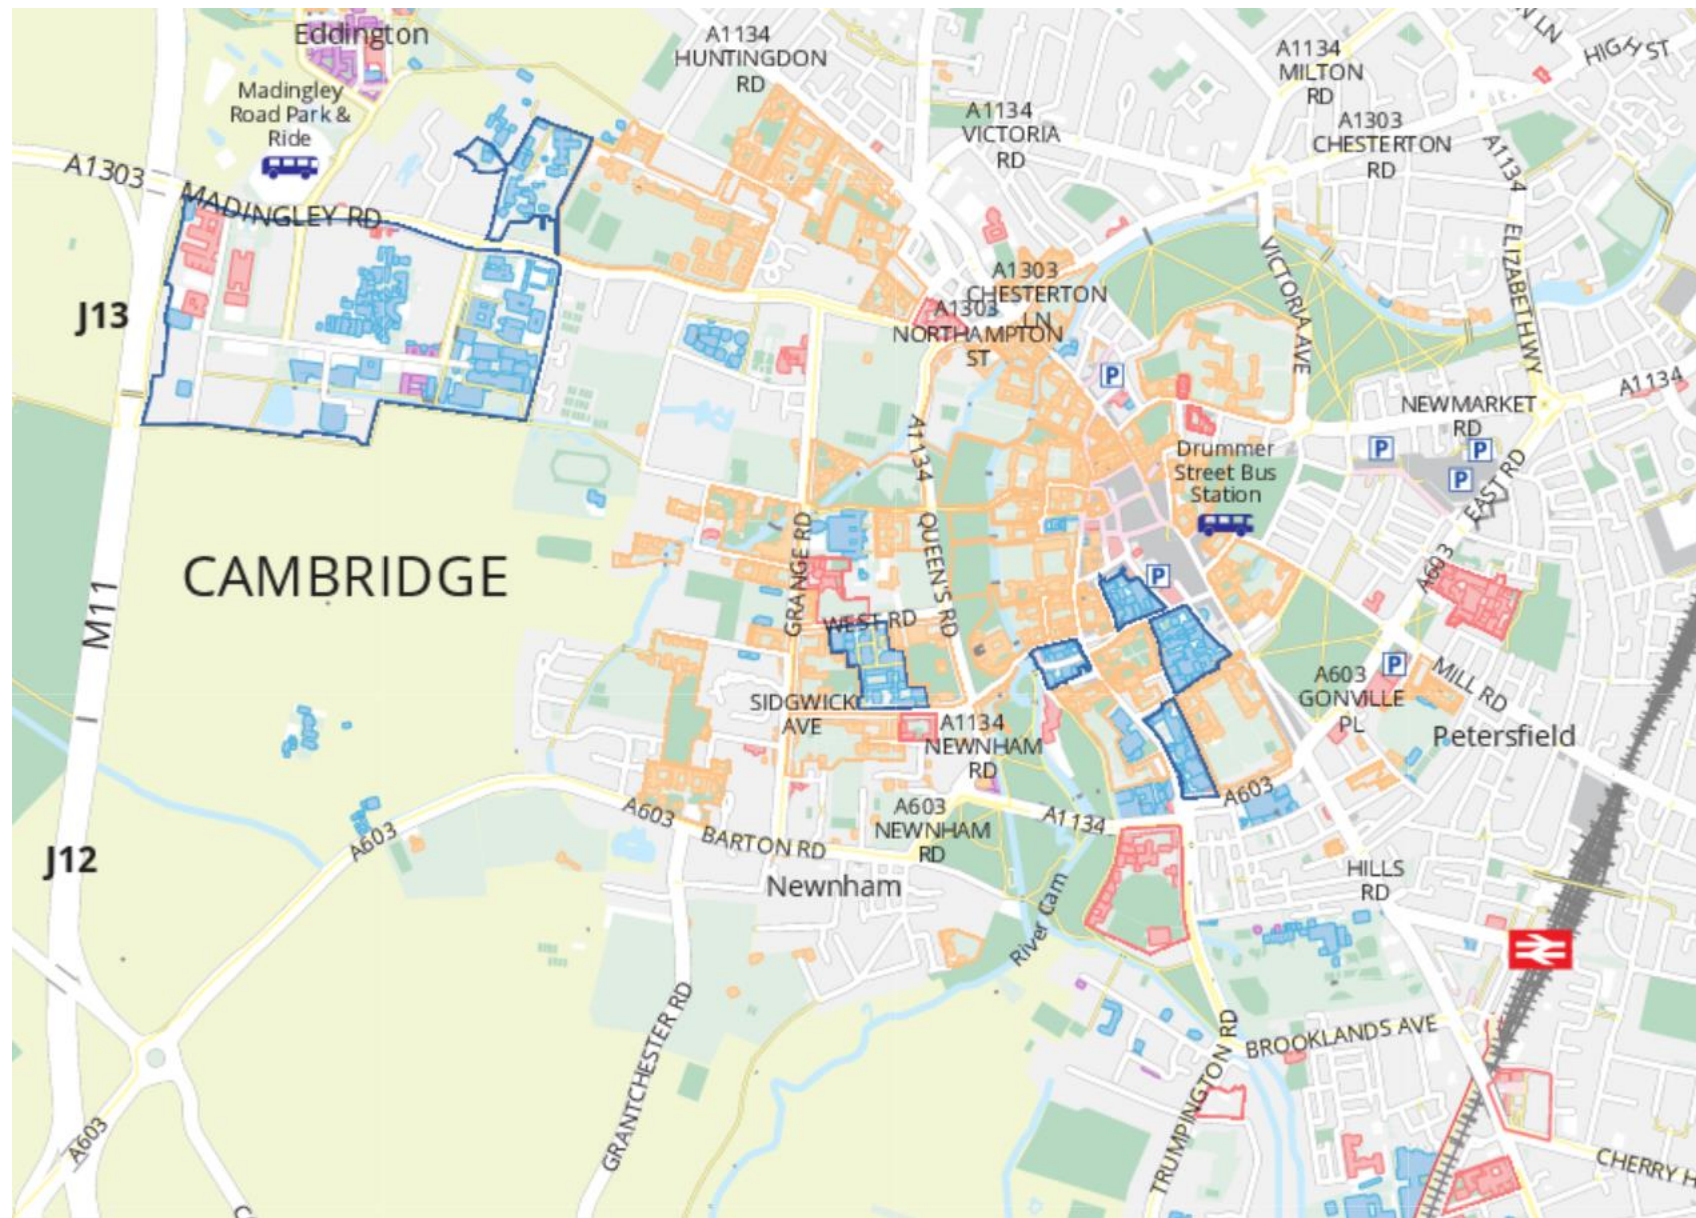 Eddington
A1134
HUNTINGDON
RD
A1134
MILTON
RD
HIGH ST
LN
Madingley
Road Park &
Ride
A1134
VICTORIA
RD
A1303
CHESTERTON
RD
A1134
A1303
MADINGLEY RD
ELIZABETH WY
VICTORIA AVE
J13
A1303
CHESTERTON
LN
A1303
NORTHAMPTON
ST
P
A1134
NEWMARKET
RD
P
P
P
A1134
Drummer
Street Bus
Station
EAST RD
CAMBRIDGE
GRANGE RD
QUEEN'S RD
A603
P
M11
WEST RD
P
A603
GONVILLE
PL
MILL RD
SIDGWICK
AVE
A1134
NEWNHAM
RD
Petersfield
A603
A603
A603
NEWNHAM
RD
A1134
A603
BARTON RD
J12
Newnham
HILLS
RD
River Cam
GRANTCHESTER RD
BROOKLANDS AVE
TRUMPINGTON RD
A603
CHERRY H